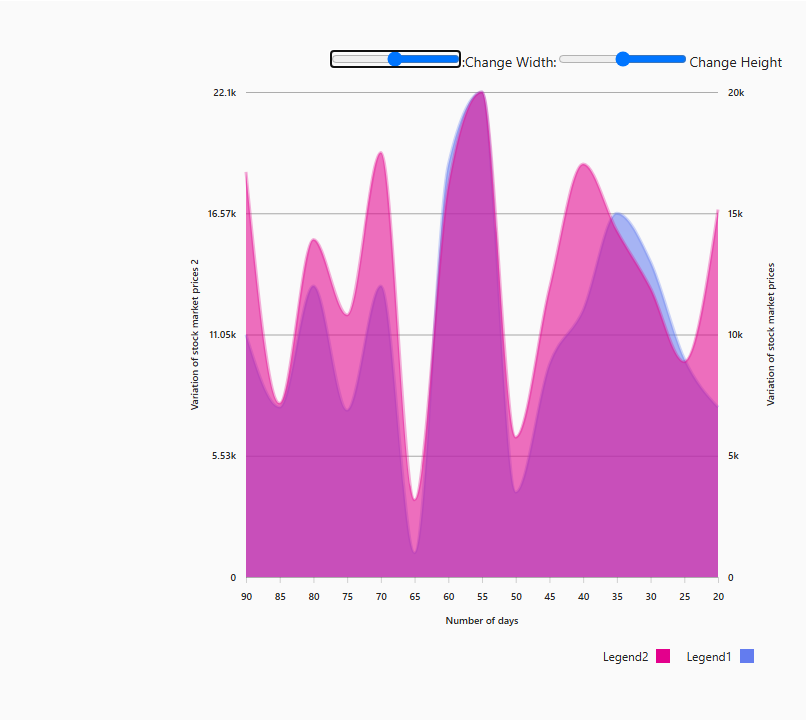 :Change Width:
Change Height
22.1k
20k
16.57k
15k
11.05k
10k
5.53k
5k
0
0
Variation of stock market prices 2
Variation of stock market prices
90 85 80 75 70 65 60 55 50 45 40 35 30 25 20
Number of days
Legend2 Legend1